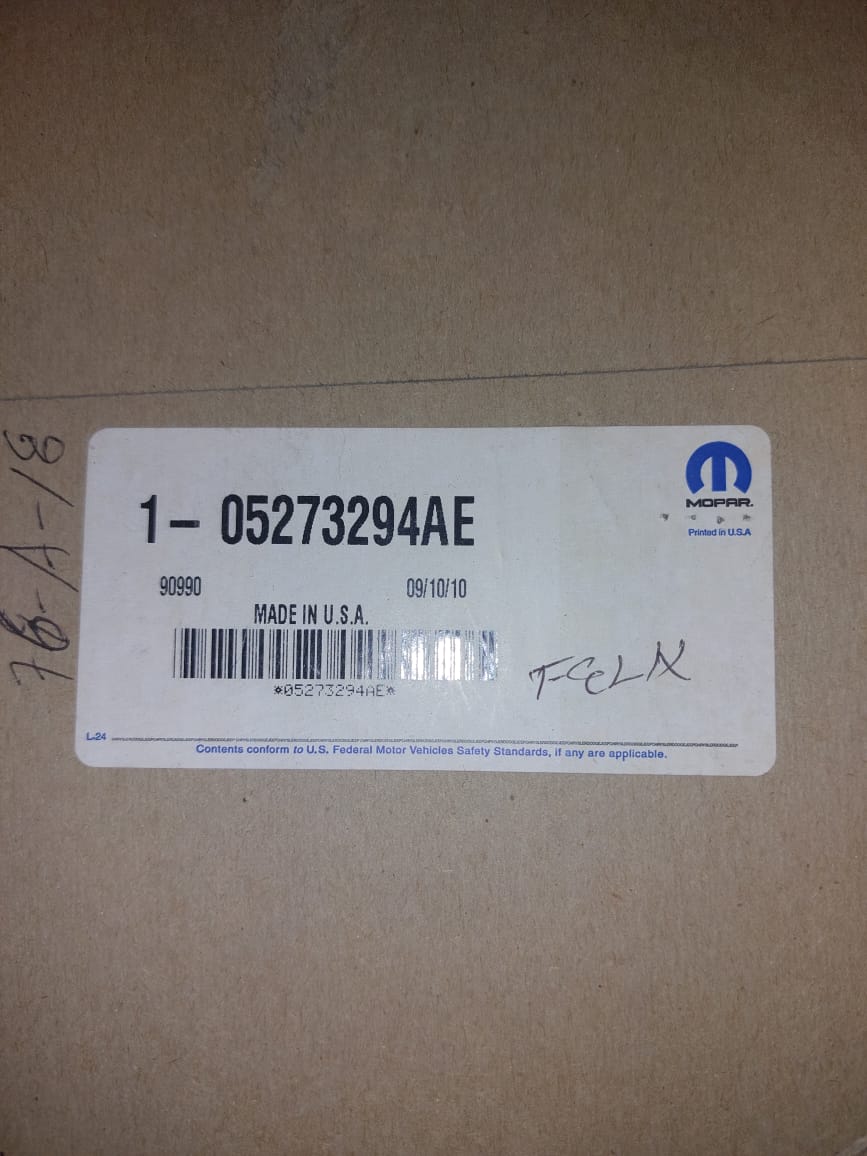 MOPAR.
Printed in U.S.A
1- 05273294AE
90990 09/10/10
MADE IN U.S.A.
*05273294AE*
L-24
Contents conform to U.S. Federal Motor Vehicles Safety Standards, if any are applicable.